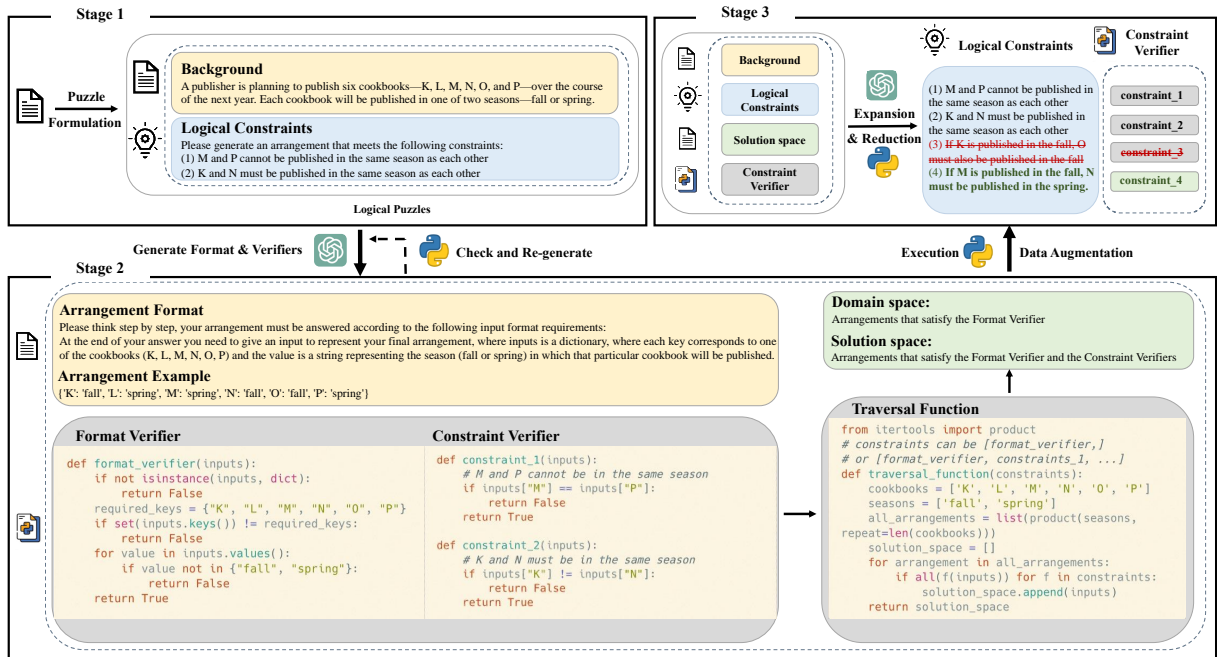 Stage 1
Puzzle
Formulation
Background
A publisher is planning to publish six cookbooks—K, L, M, N, O, and P—over the course
of the next year. Each cookbook will be published in one of two seasons—fall or spring.
Logical Constraints
Please generate an arrangement that meets the following constraints:
(1) M and P cannot be published in the same season as each other
(2) K and N must be published in the same season as each other
Logical Puzzles
Stage 3
Background
Logical
Constraints
Solution space
Constraint
Verifier
Expansion
& Reduction
Logical Constraints
(1) M and P cannot be published in
the same season as each other
(2) K and N must be published in
the same season as each other
(3) If K is published in the fall, O
must also be published in the fall
(4) If M is published in the fall, N
must be published in the spring.
Constraint
Verifier
constraint_1
constraint_2
constraint_3
constraint_4
Generate Format & Verifiers
Check and Re-generate
Execution
Data Augmentation
Stage 2
Arrangement Format
Please think step by step, your arrangement must be answered according to the following input format requirements:
At the end of your answer you need to give an input to represent your final arrangement, where inputs is a dictionary, where each key corresponds to one
of the cookbooks (K, L, M, N, O, P) and the value is a string representing the season (fall or spring) in which that particular cookbook will be published.
Arrangement Example
{'K': 'fall', 'L': 'spring', 'M': 'spring', 'N': 'fall', 'O': 'fall', 'P': 'spring'}
Format Verifier
def format_verifier(inputs):
if not isinstance(inputs, dict):
return False
required_keys = {"K", "L", "M", "N", "O", "P"}
if set(inputs.keys()) != required_keys:
return False
for value in inputs.values():
if value not in {"fall", "spring"}:
return False
return True
Constraint Verifier
def constraint_1(inputs):
# M and P cannot be in the same season
if inputs["M"] == inputs["P"]:
return False
return True
def constraint_2(inputs):
# K and N must be in the same season
if inputs["K"] != inputs["N"]:
return False
return True
Domain space:
Arrangements that satisfy the Format Verifier
Solution space:
Arrangements that satisfy the Format Verifier and the Constraint Verifiers
Traversal Function
from itertools import product
# constraints can be [format_verifier,]
# or [format_verifier, constraints_1, ...]
def traversal_function(constraints):
cookbooks = ['K', 'L', 'M', 'N', 'O', 'P']
seasons = ['fall', 'spring']
all_arrangements = list(product(seasons,
repeat=len(cookbooks)))
solution_space = []
for arrangement in all_arrangements:
if all(f(inputs)) for f in constraints:
solution_space.append(inputs)
return solution_space